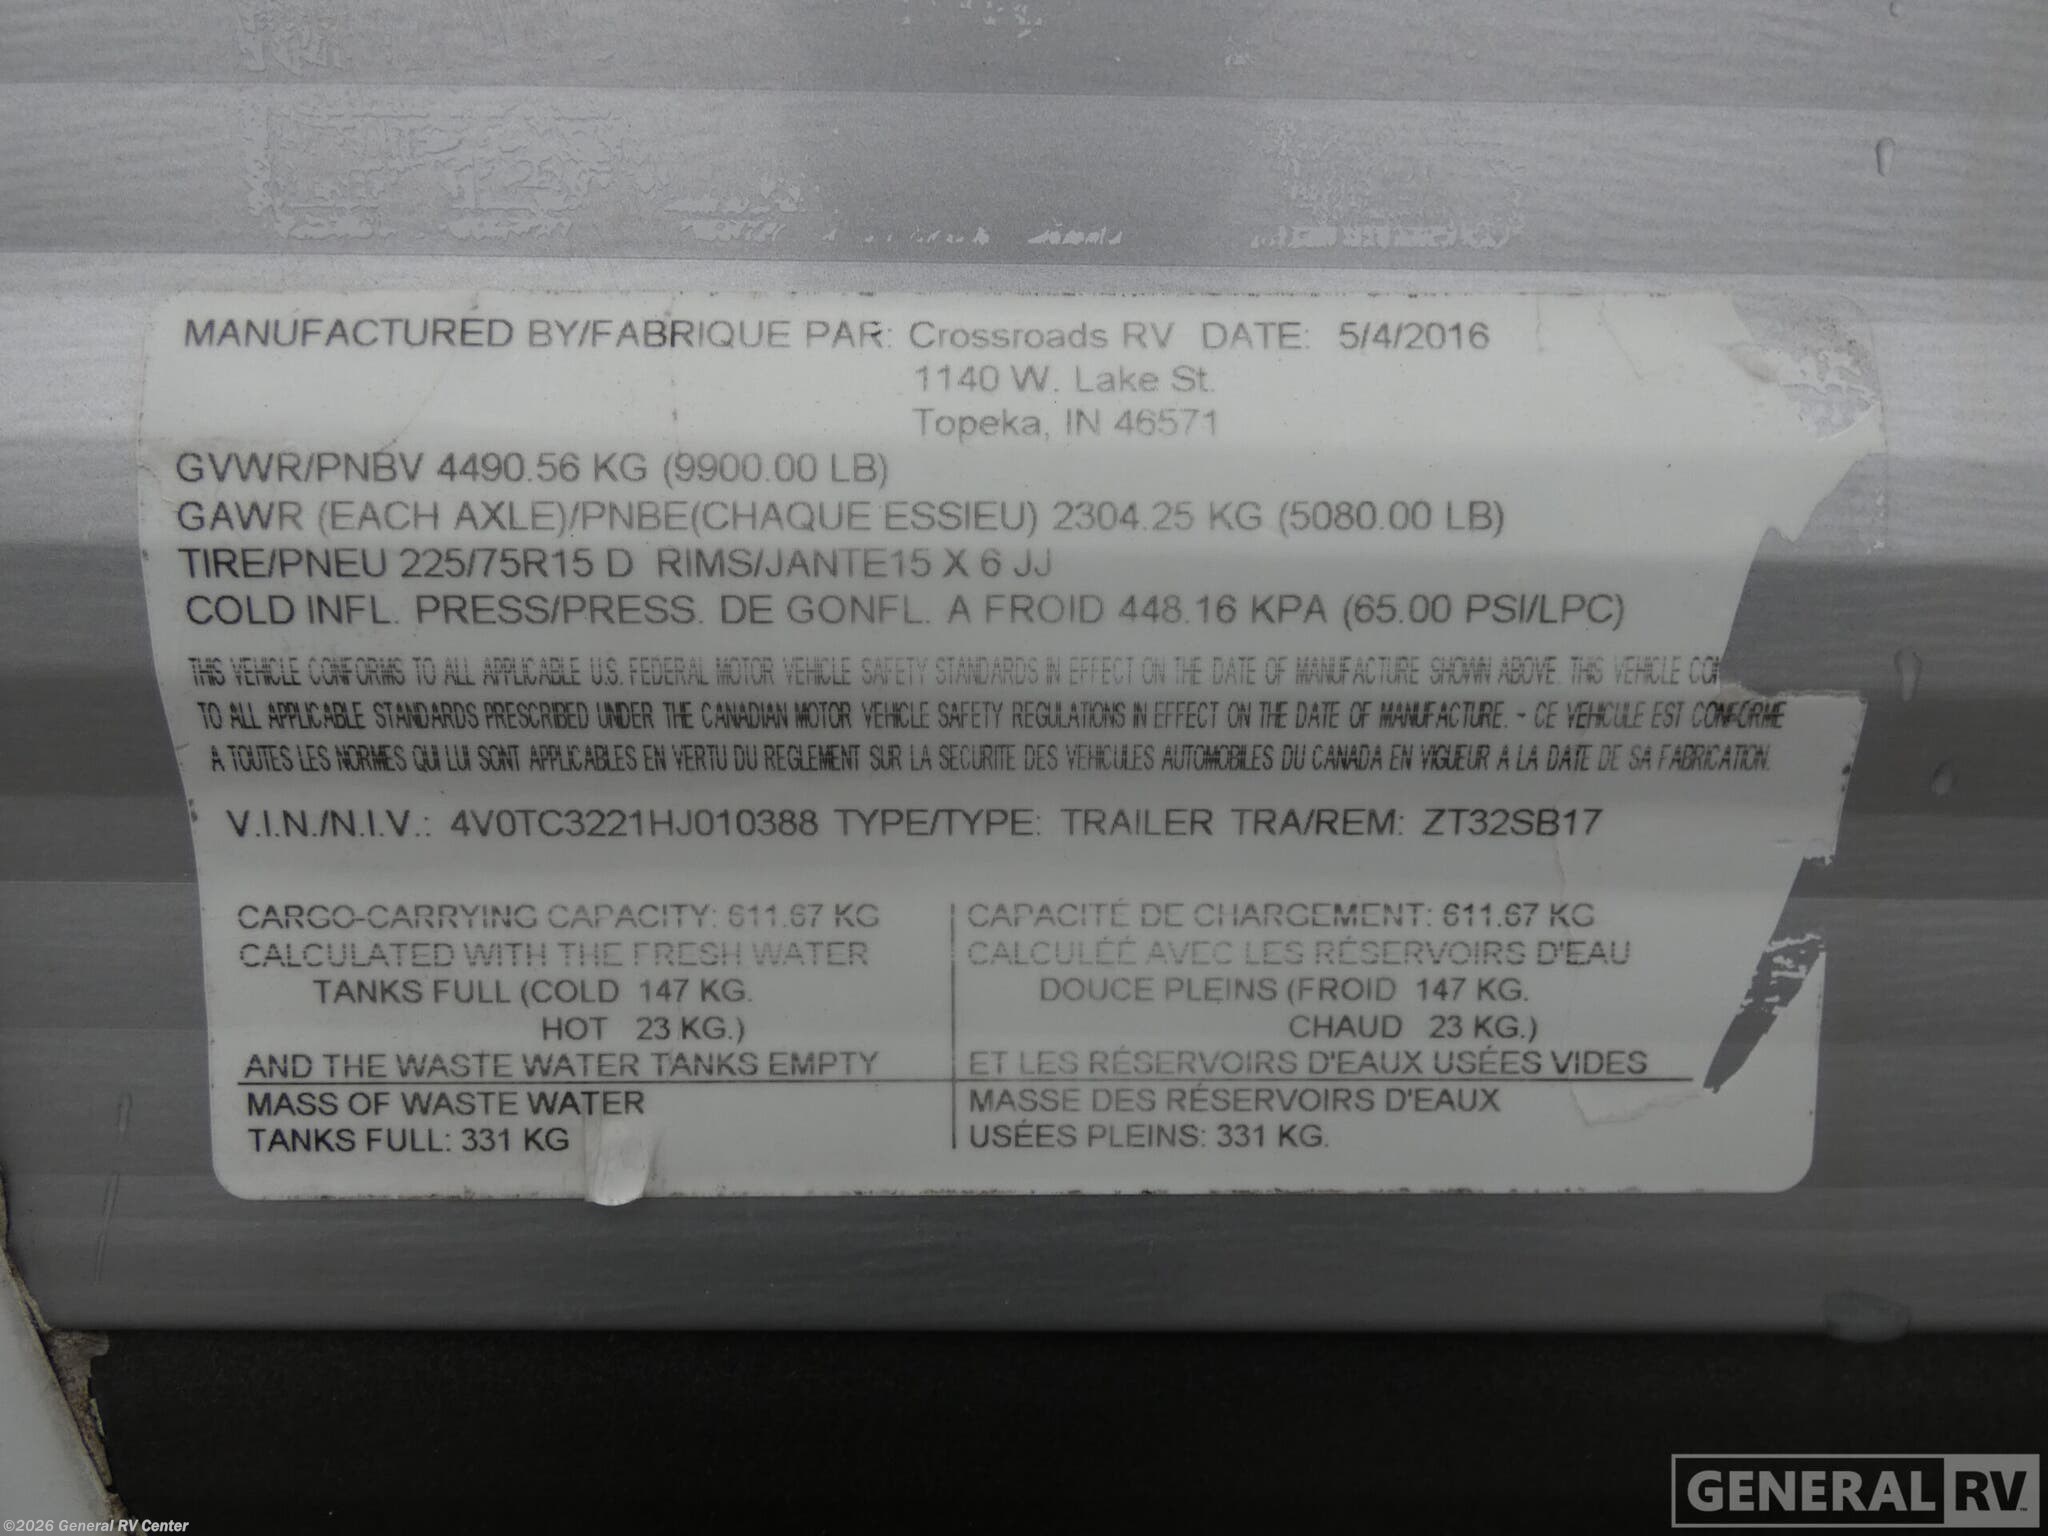 MANUFACTURED BY/FABRIQUE PAR: Crossroads RV DATE: 5/4/2016
1140 W. Lake St.
Topeka, IN 46571
GVWR/PNBV 4490.56 KG (9900.00 LB)
GAWR (EACH AXLE)/PNBE(CHAQUE ESSIEU) 2304.25 KG (5080.00 LB)
TIRE/PNEU 225/75R15 D RIMS/JANTE15 X 6 JJ
COLD INFL. PRESS/PRESS. DE GONFL. A FROID 448.16 KPA (65.00 PSI/LPC)
THIS VEHICLE CONFORMS TO ALL APPLICABLE U.S. FEDERAL MOTOR VEHICLE SAFETY STANDARDS IN EFFECT ON THE DATE OF MANUFACTURE SHOWN ABOVE. THIS VEHICLE
TO ALL APPLICABLE STANDARDS PRESCRIBED UNDER THE CANADIAN MOTOR VEHICLE SAFETY REGULATIONS IN EFFECT ON THE DATE OF MANUFACTURE. - CE VEHICULE EST CONFORME
A TOUTES LES NORMES QUI LUI SONT APPLICABLES EN VERTU DU REGLEMENT SUR LA SECURITE DES VEHICULES AUTOMOBILES DU CANADA EN VIGUEUR A LA DATE DE SA FABRICATION.
V.I.N./N.I.V.: 4V0TC3221HJ010388 TYPE/TYPE: TRAILER TRA/REM: ZT32SB17
CARGO-CARRYING CAPACITY: 611.67 KG
CALCULATED WITH THE FRESH WATER
TANKS FULL (COLD 147 KG.
HOT 23 KG.)
AND THE WASTE WATER TANKS EMPTY
MASS OF WASTE WATER
TANKS FULL: 331 KG
CAPACITÉ DE CHARGEMENT: 611.67 KG
CALCULÉÉ AVEC LES RÉSERVOIRS D'EAU
DOUCE PLEINS (FROID 147 KG.
CHAUD 23 KG.)
ET LES RÉSERVOIRS D'EAUX USÉES VIDES
MASSE DES RÉSERVOIRS D'EAUX
USÉES PLEINS: 331 KG.
©2026 General RV Center
GENERAL RV